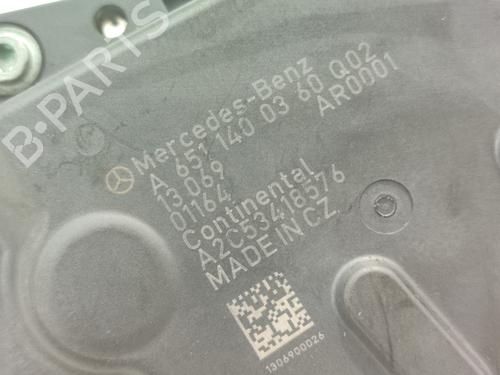 B-PARTS
Mercedes-Benz
A 651 140 03 60 Q02
13069 AR0001
01164
Continental
A2C53418576
MADE IN CZ
1306900026